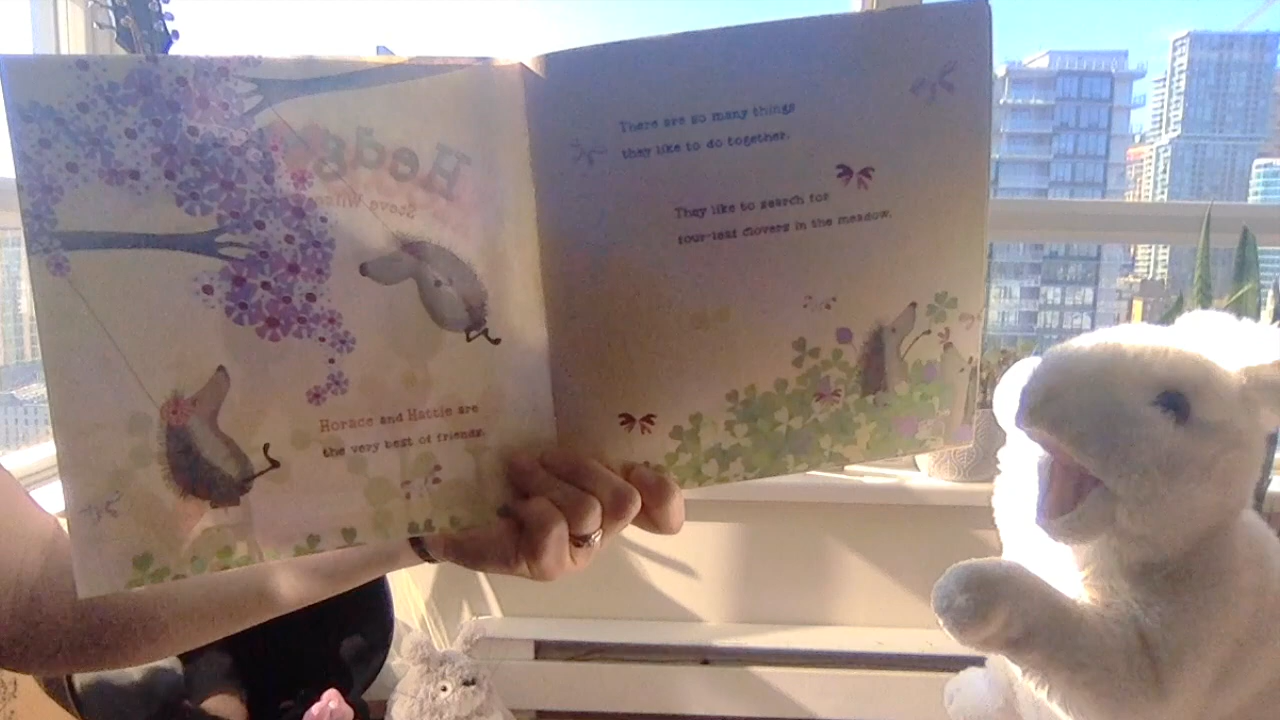 Horace and Hattie are
the very best of friends.
There are so many things
they like to do together.
They like to search for
four-leaf clovers in the meadow.